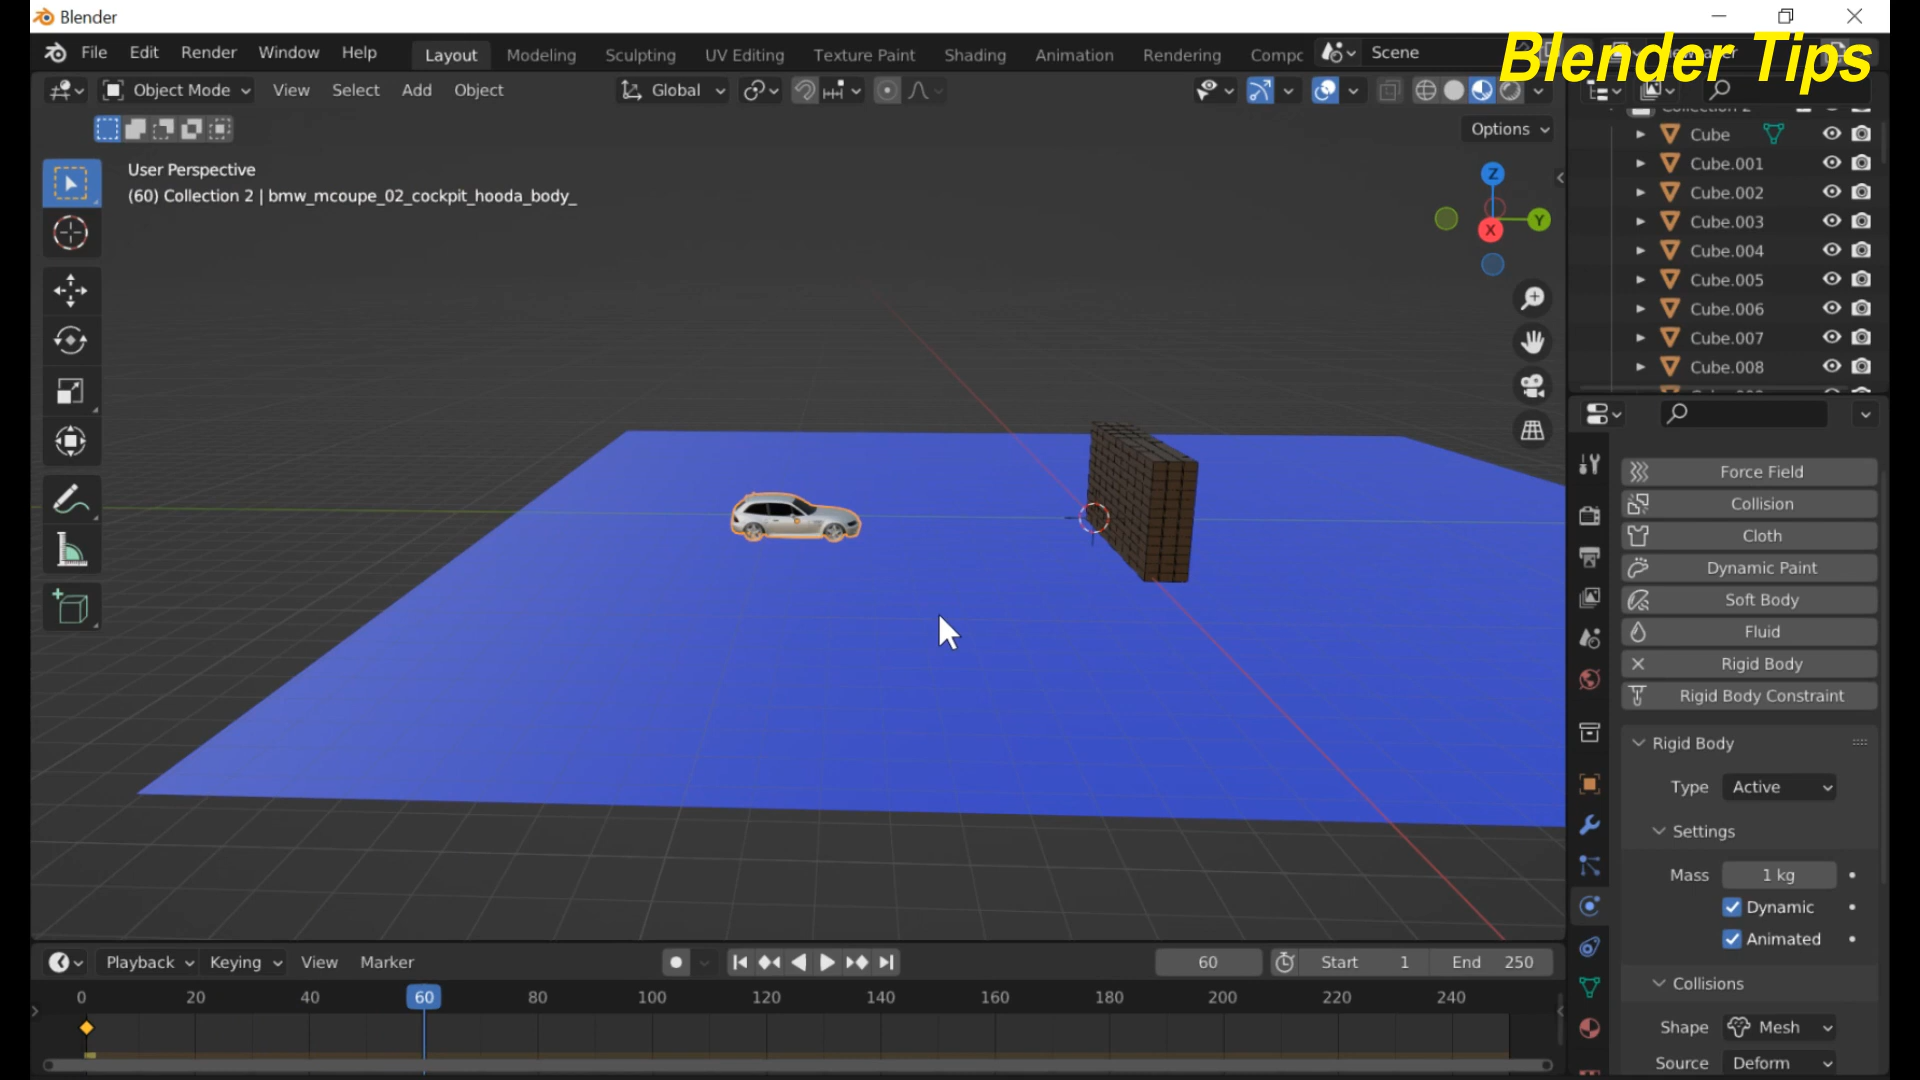 Blender
File Edit Render Window Help Layout Modeling Sculpting UV Editing Texture Paint Shading Animation Rendering Compc Scene
Blender Tips
Object Mode View Select Add Object Global
Options
User Perspective
(60) Collection 2 | bmw_mcoupe_02_cockpit_hooda_body_
Z
Y
X
Collection 2
Cube
Cube.001
Cube.002
Cube.003
Cube.004
Cube.005
Cube.006
Cube.007
Cube.008
Force Field
Collision
Cloth
Dynamic Paint
Soft Body
Fluid
Rigid Body
Rigid Body Constraint
Rigid Body
Type Active
Settings
Mass 1 kg
Dynamic
Animated
Collisions
Shape Mesh
Source Deform
Playback Keying View Marker 60 Start 1 End 250
0 20 40 60 80 100 120 140 160 180 200 220 240